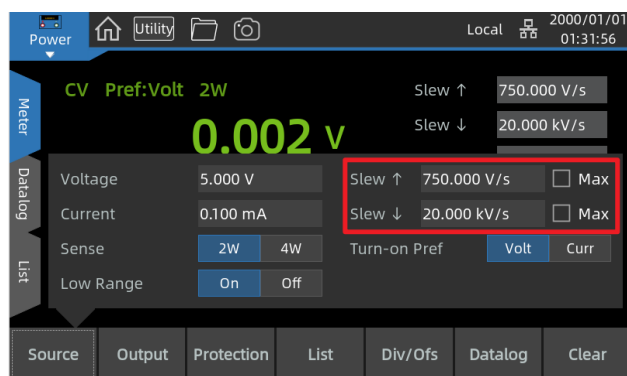 Power Utility Local 2000/01/01
01:31:56
Meter
Datalog
List
CV Pref:Volt 2W
Slew ↑ 750.000 V/s
0.002 V
Slew ↓ 20.000 kV/s
Voltage 5.000 V Slew ↑ 750.000 V/s Max
Current 0.100 mA Slew ↓ 20.000 kV/s Max
Sense 2W 4W Turn-on Pref Volt Curr
Low Range On Off
Source Output Protection List Div/Ofs Datalog Clear